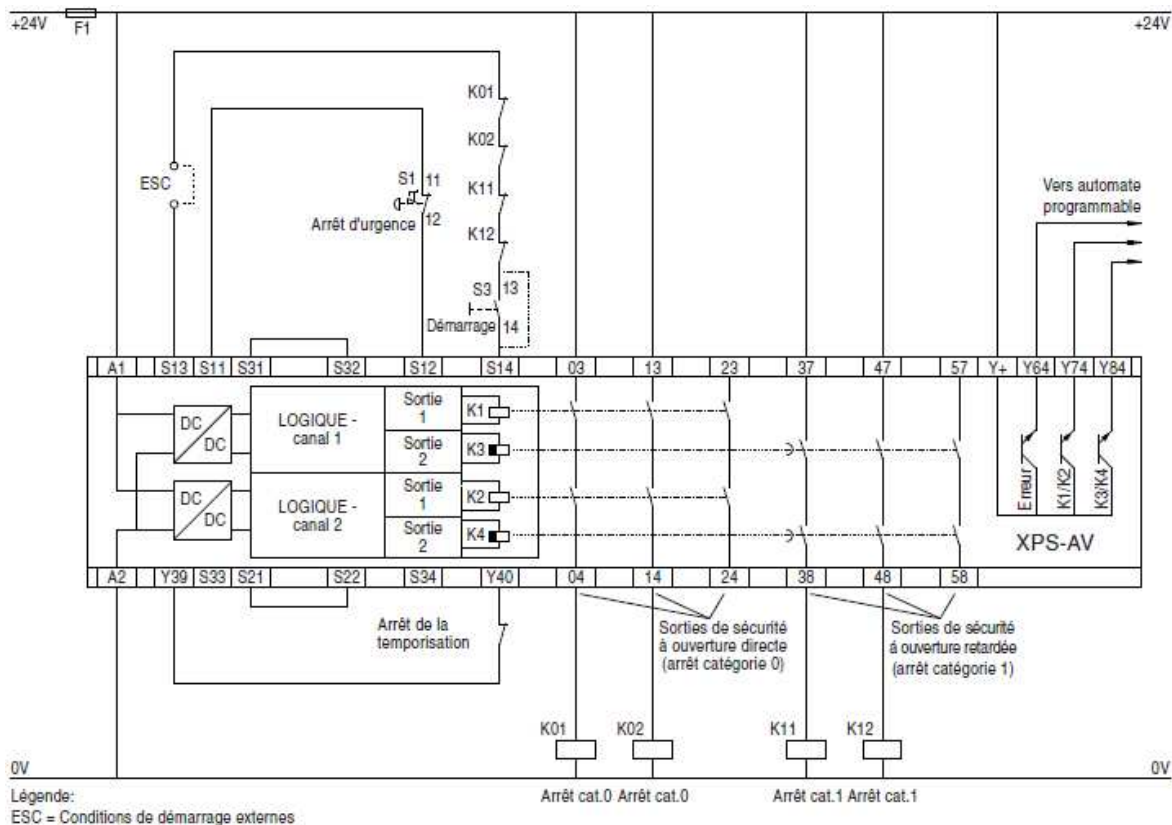 +24V
F1
+24V
K01
K02
ESC
S1
11
K11
12
Arrêt d'urgence
K12
Vers automate
programmable
S3
13
Démarrage
14
A1
S13
S11
S31
S32
S12
S14
03
13
23
37
47
57
Y+
Y64
Y74
Y84
DC
DC
LOGIQUE -
canal 1
Sortie
1
K1
Sortie
2
K3
DC
DC
LOGIQUE -
canal 2
Sortie
1
K2
Sortie
2
K4
Erreur
K1/K2
K3/K4
XPS-AV
A2
Y39
S33
S21
S22
S34
Y40
04
14
24
38
48
58
Arrêt de la
temporisation
Sorties de sécurité
à ouverture directe
(arrêt catégorie 0)
Sorties de sécurité
à ouverture retardée
(arrêt catégorie 1)
K01
K02
K11
K12
0V
0V
Légende:
Arrêt cat.0
Arrêt cat.0
Arrêt cat.1
Arrêt cat.1
ESC = Conditions de démarrage externes